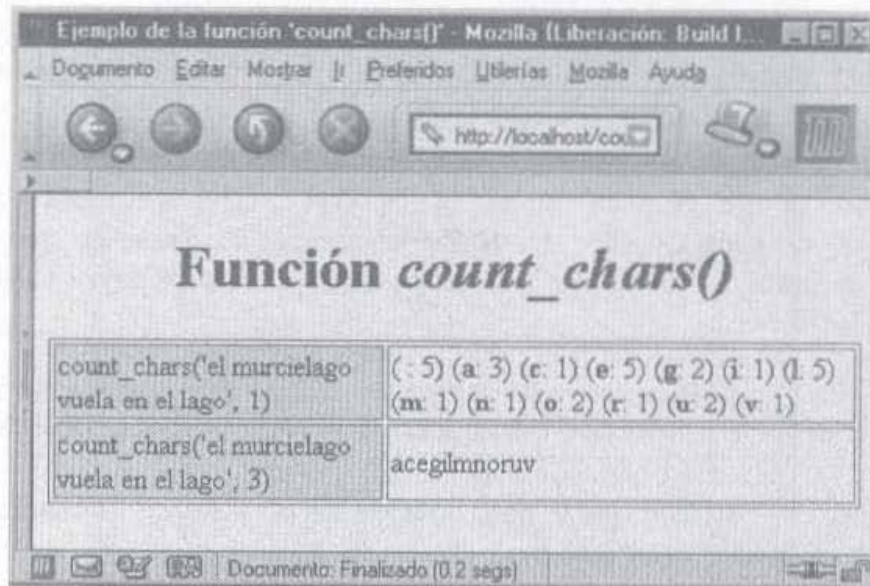 Ejemplo de la función 'count_chars()' - Mozilla {Liberación: Build I...
Documento Editar Mostrar Ir Preferidos Utilerías Mozilla Ayuda
http://localhost/cou
Función count_chars()
count_chars('el murcielago
vuela en el lago', 1)
( : 5) (a: 3) (c: 1) (e: 5) (g: 2) (i: 1) (l: 5)
(m: 1) (n: 1) (o: 2) (r: 1) (u: 2) (v: 1)
count_chars('el murcielago
vuela en el lago', 3)
acegilmnoruv
Documento: Finalizado (0.2 segs)